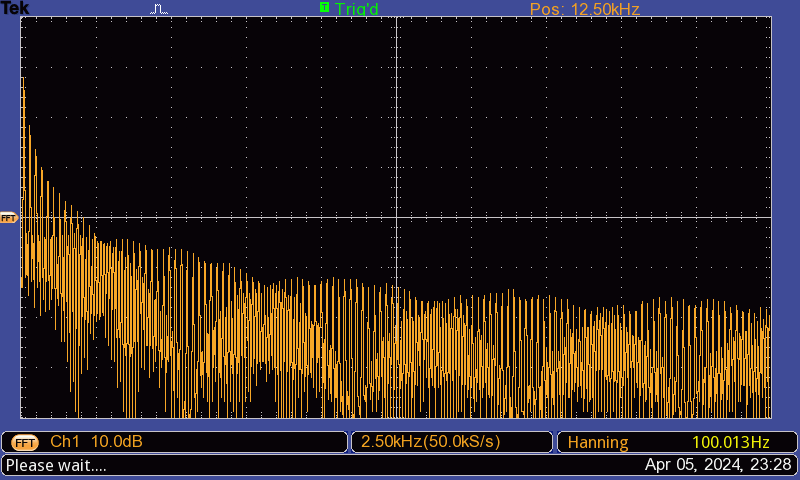 Tek T Trig'd Pos: 12.50kHz
FFT
FFT Ch1 10.0dB 2.50kHz(50.0kS/s) Hanning 100.013Hz
Please wait.... Apr 05, 2024, 23:28